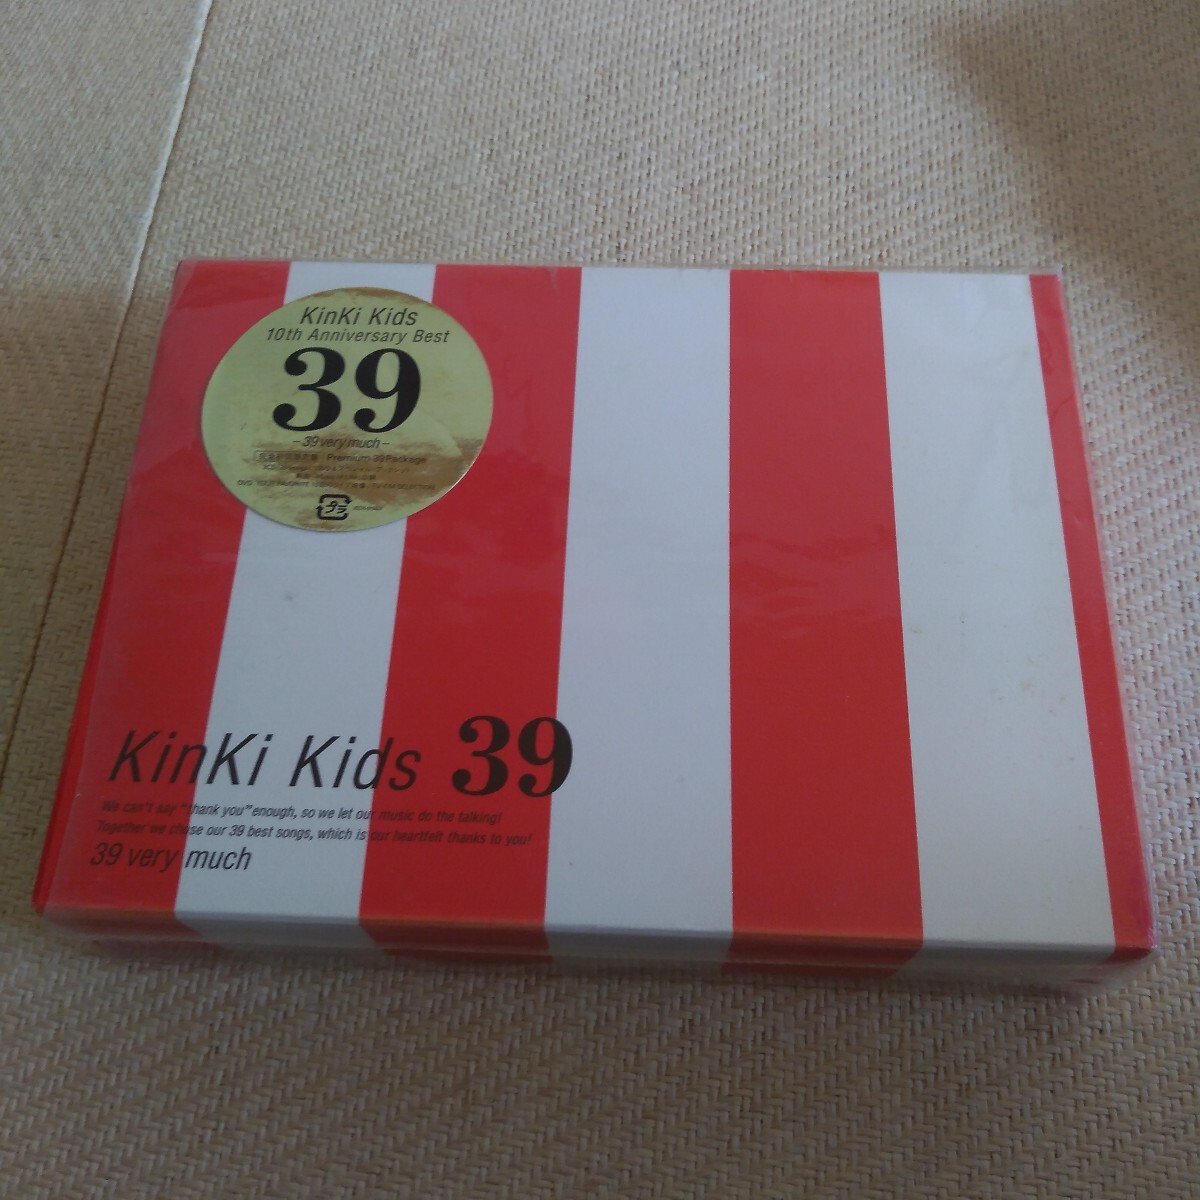 KinKi Kids
10th Anniversary Best
39
-39 very much-
Premium 39 Package
プラ
KinKi Kids 39
We can't say "thank you" enough, so we let our music do the talking!
Together we chose our 39 best songs, which is our heartfelt thanks to you!
39 very much